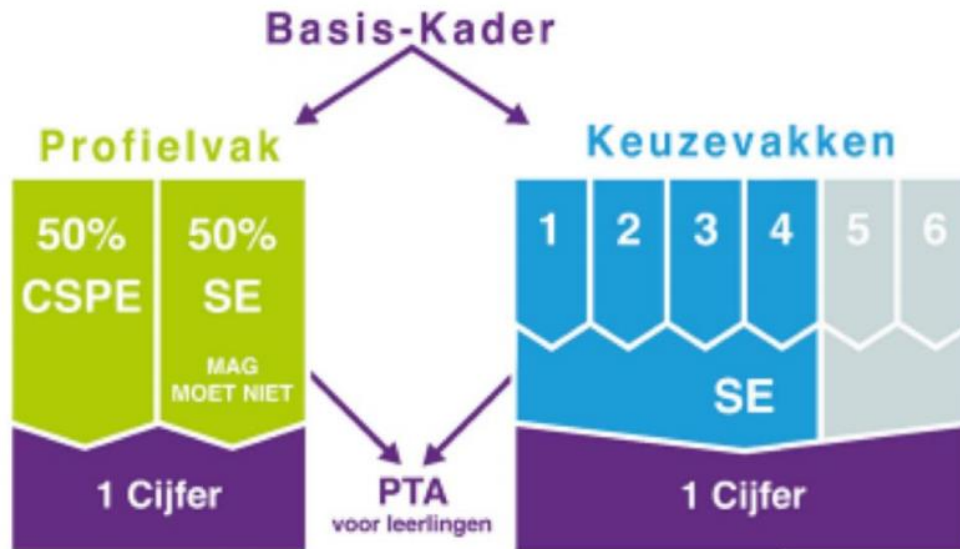 Basis-Kader
Profielvak
50%
CSPE
50%
SE
MAG
MOET NIET
1 Cijfer
PTA
voor leerlingen
Keuzevakken
1 2 3 4 5 6
SE
1 Cijfer